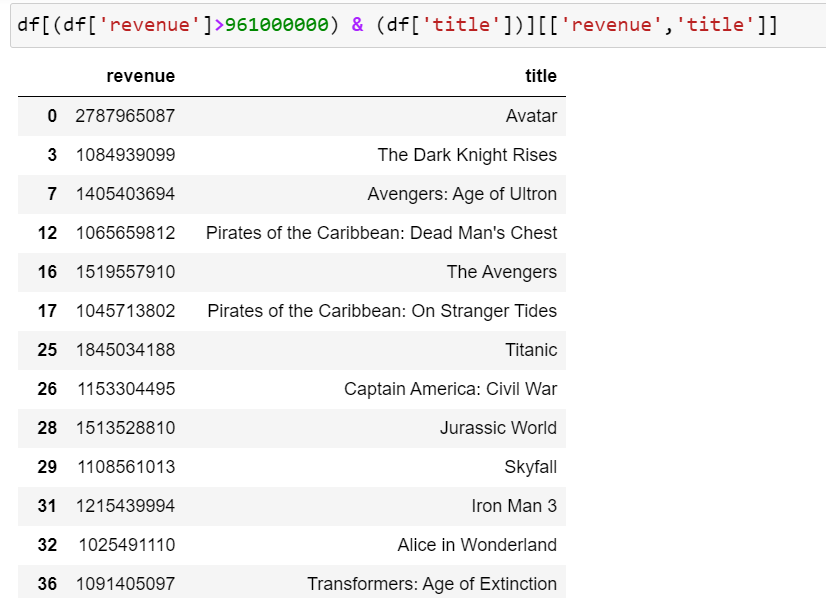 df[(df['revenue']>961000000) & (df['title'])][['revenue','title']]
revenue title
0 2787965087 Avatar
3 1084939099 The Dark Knight Rises
7 1405403694 Avengers: Age of Ultron
12 1065659812 Pirates of the Caribbean: Dead Man's Chest
16 1519557910 The Avengers
17 1045713802 Pirates of the Caribbean: On Stranger Tides
25 1845034188 Titanic
26 1153304495 Captain America: Civil War
28 1513528810 Jurassic World
29 1108561013 Skyfall
31 1215439994 Iron Man 3
32 1025491110 Alice in Wonderland
36 1091405097 Transformers: Age of Extinction